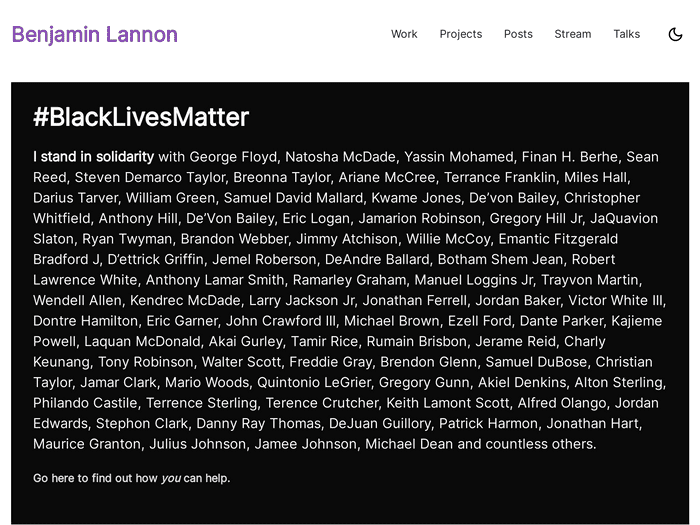 Benjamin Lannon
Work Projects Posts Stream Talks
#BlackLivesMatter
I stand in solidarity with George Floyd, Natosha McDade, Yassin Mohamed, Finan H. Berhe, Sean
Reed, Steven Demarco Taylor, Breonna Taylor, Ariane McCree, Terrance Franklin, Miles Hall,
Darius Tarver, William Green, Samuel David Mallard, Kwame Jones, De’von Bailey, Christopher
Whitfield, Anthony Hill, De’Von Bailey, Eric Logan, Jamarion Robinson, Gregory Hill Jr, JaQuavion
Slaton, Ryan Twyman, Brandon Webber, Jimmy Atchison, Willie McCoy, Emantic Fitzgerald
Bradford J, D’ettrick Griffin, Jemel Roberson, DeAndre Ballard, Botham Shem Jean, Robert
Lawrence White, Anthony Lamar Smith, Ramarley Graham, Manuel Loggins Jr, Trayvon Martin,
Wendell Allen, Kendrec McDade, Larry Jackson Jr, Jonathan Ferrell, Jordan Baker, Victor White III,
Dontre Hamilton, Eric Garner, John Crawford III, Michael Brown, Ezell Ford, Dante Parker, Kajieme
Powell, Laquan McDonald, Akai Gurley, Tamir Rice, Rumain Brisbon, Jerame Reid, Charly
Keunang, Tony Robinson, Walter Scott, Freddie Gray, Brendon Glenn, Samuel DuBose, Christian
Taylor, Jamar Clark, Mario Woods, Quintonio LeGrier, Gregory Gunn, Akiel Denkins, Alton Sterling,
Philando Castile, Terrence Sterling, Terence Crutcher, Keith Lamont Scott, Alfred Olango, Jordan
Edwards, Stephon Clark, Danny Ray Thomas, DeJuan Guillory, Patrick Harmon, Jonathan Hart,
Maurice Granton, Julius Johnson, Jamee Johnson, Michael Dean and countless others.
Go here to find out how you can help.